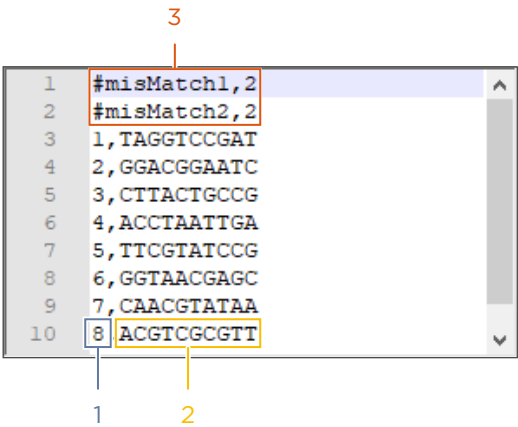 3
1 #misMatch1,2
2 #misMatch2,2
3 1,TAGGTCCGAT
4 2,GGACGGAATC
5 3,CTTACTGCCG
6 4,ACCTAATTGA
7 5,TTCGTATCCG
8 6,GGTAACGAGC
9 7,CAACGTATAA
10 8,ACGTCGCGTT
1 2